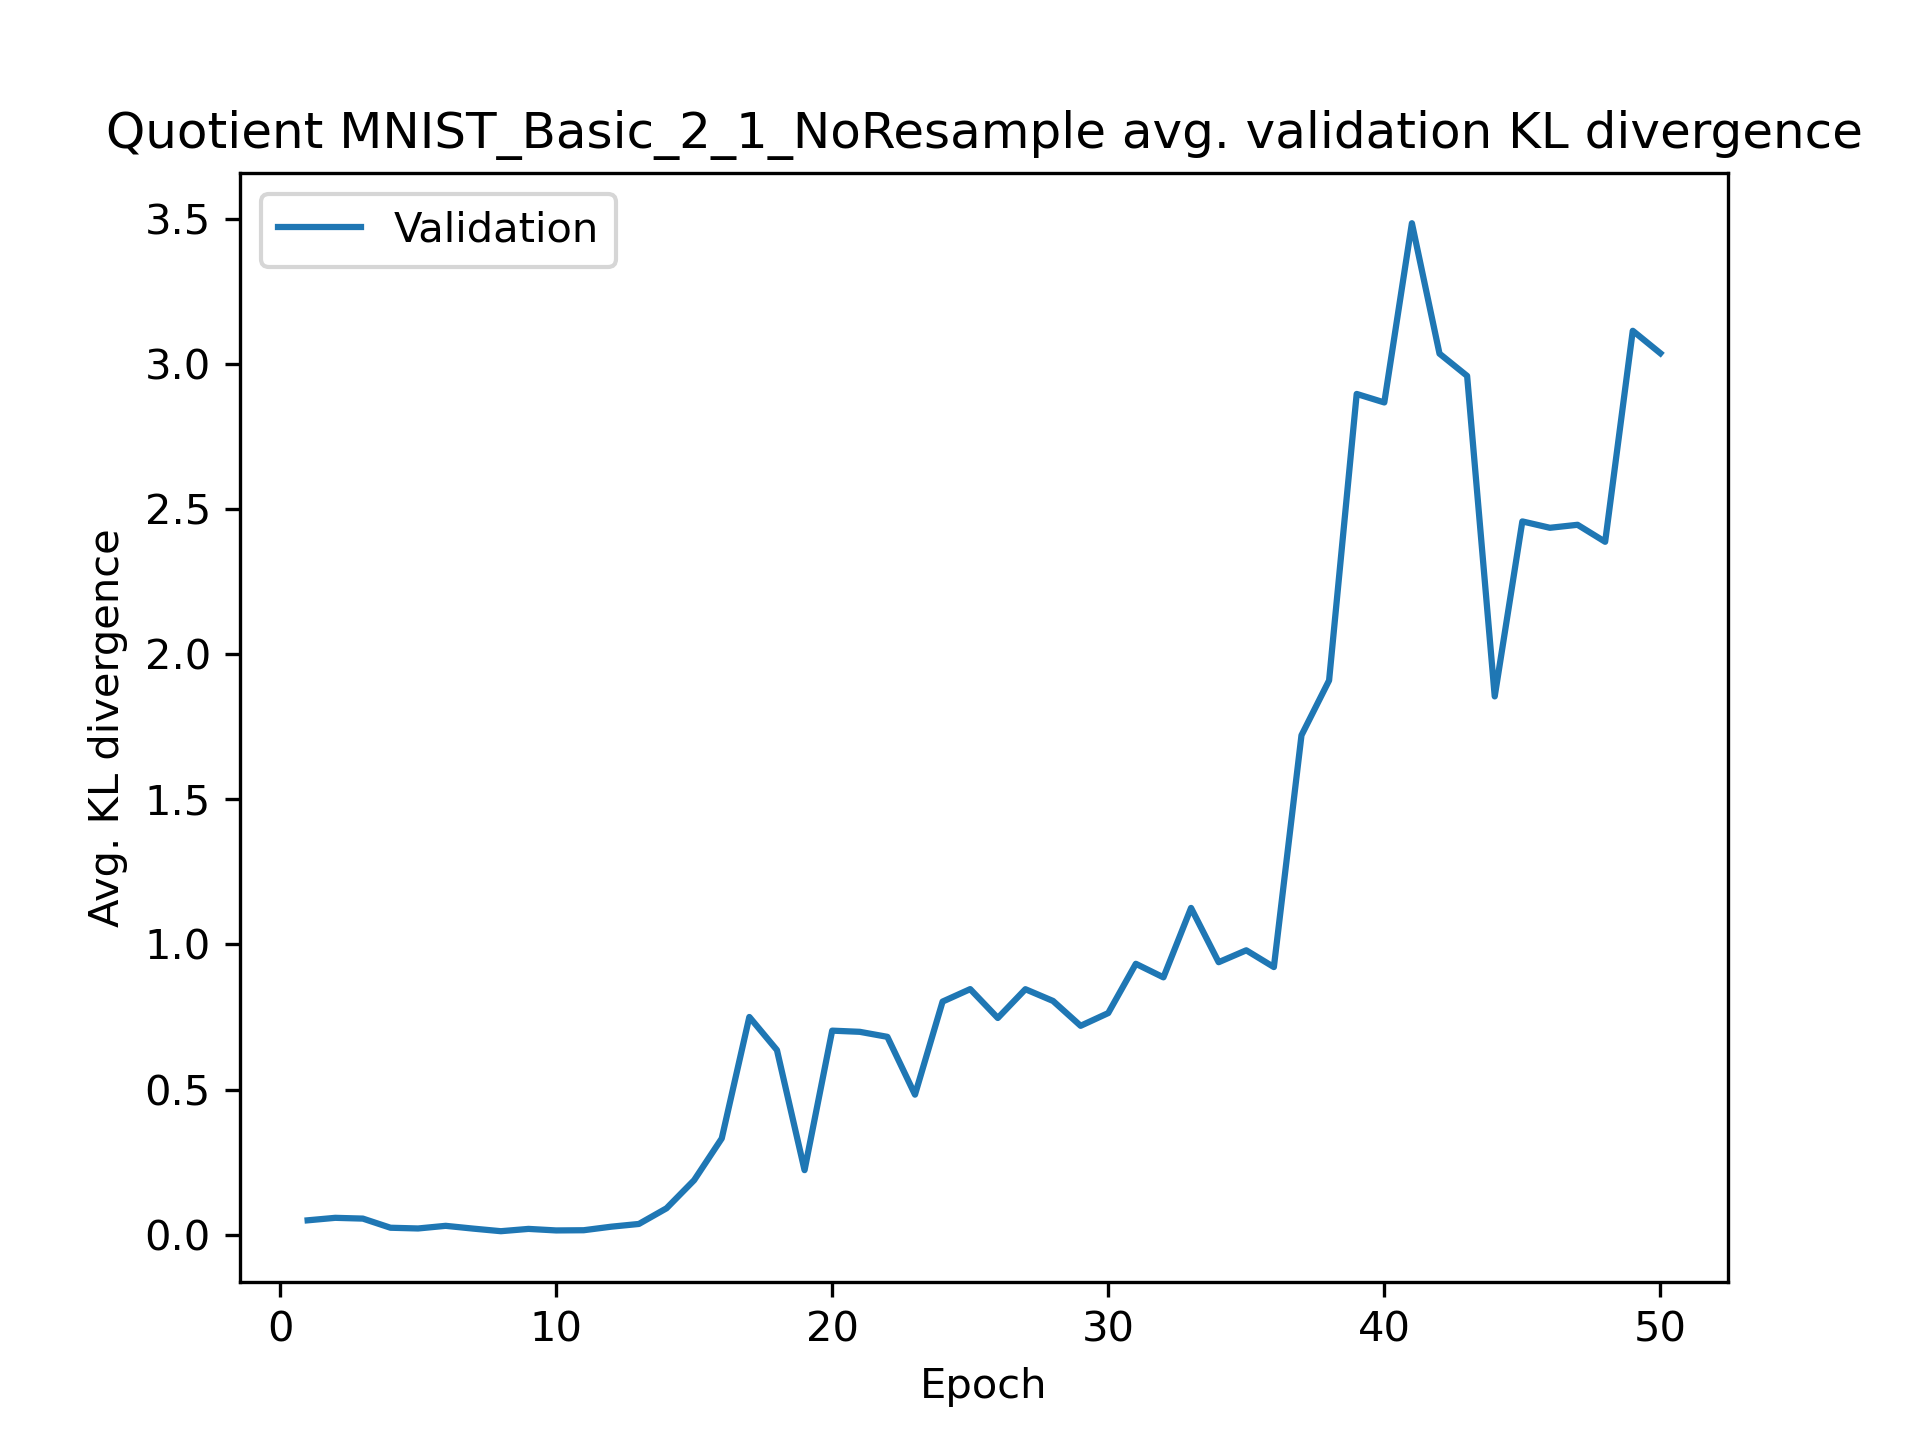 Quotient MNIST_Basic_2_1_NoResample avg. validation KL divergence
Validation
3.5
3.0
2.5
2.0
1.5
1.0
0.5
0.0
Avg. KL divergence
0 10 20 30 40 50
Epoch